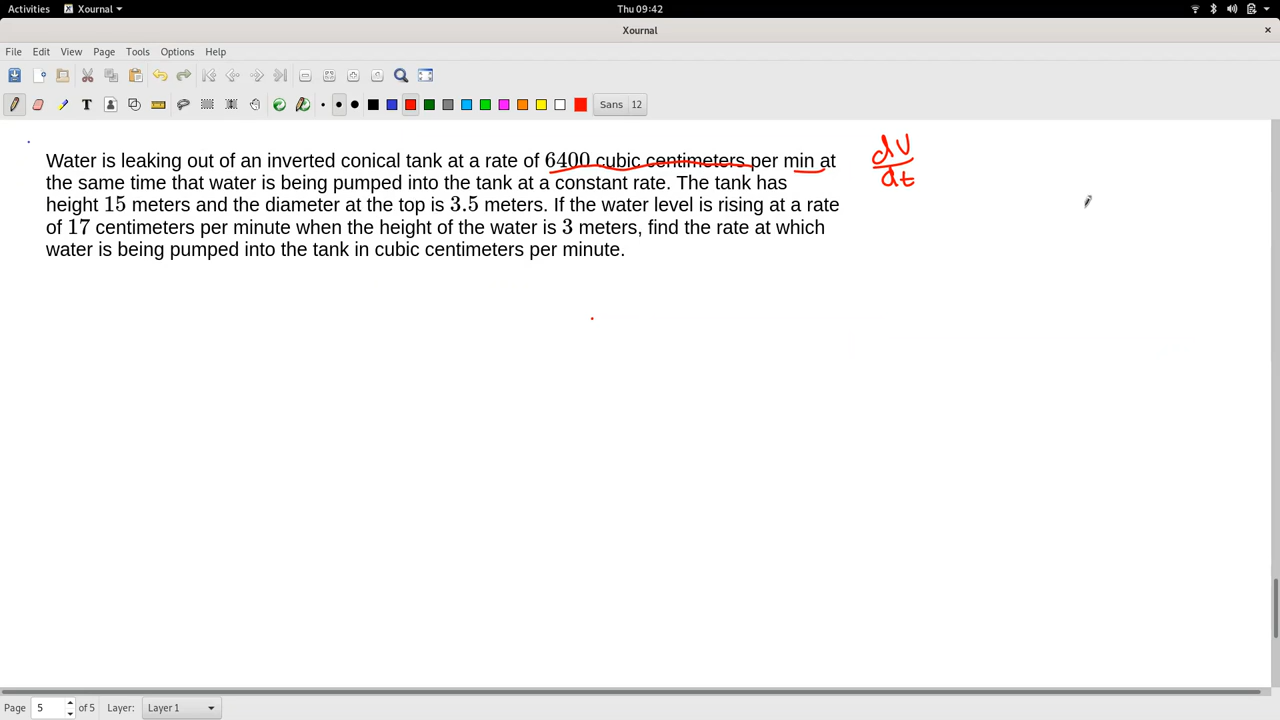 Activities
Xournal
Thu 09:42
Xournal
File Edit View Page Tools Options Help
Sans 12
Water is leaking out of an inverted conical tank at a rate of 6400 cubic centimeters per min at
the same time that water is being pumped into the tank at a constant rate. The tank has
height 15 meters and the diameter at the top is 3.5 meters. If the water level is rising at a rate
of 17 centimeters per minute when the height of the water is 3 meters, find the rate at which
water is being pumped into the tank in cubic centimeters per minute.
dV
dt
Page 5 of 5 Layer: Layer 1